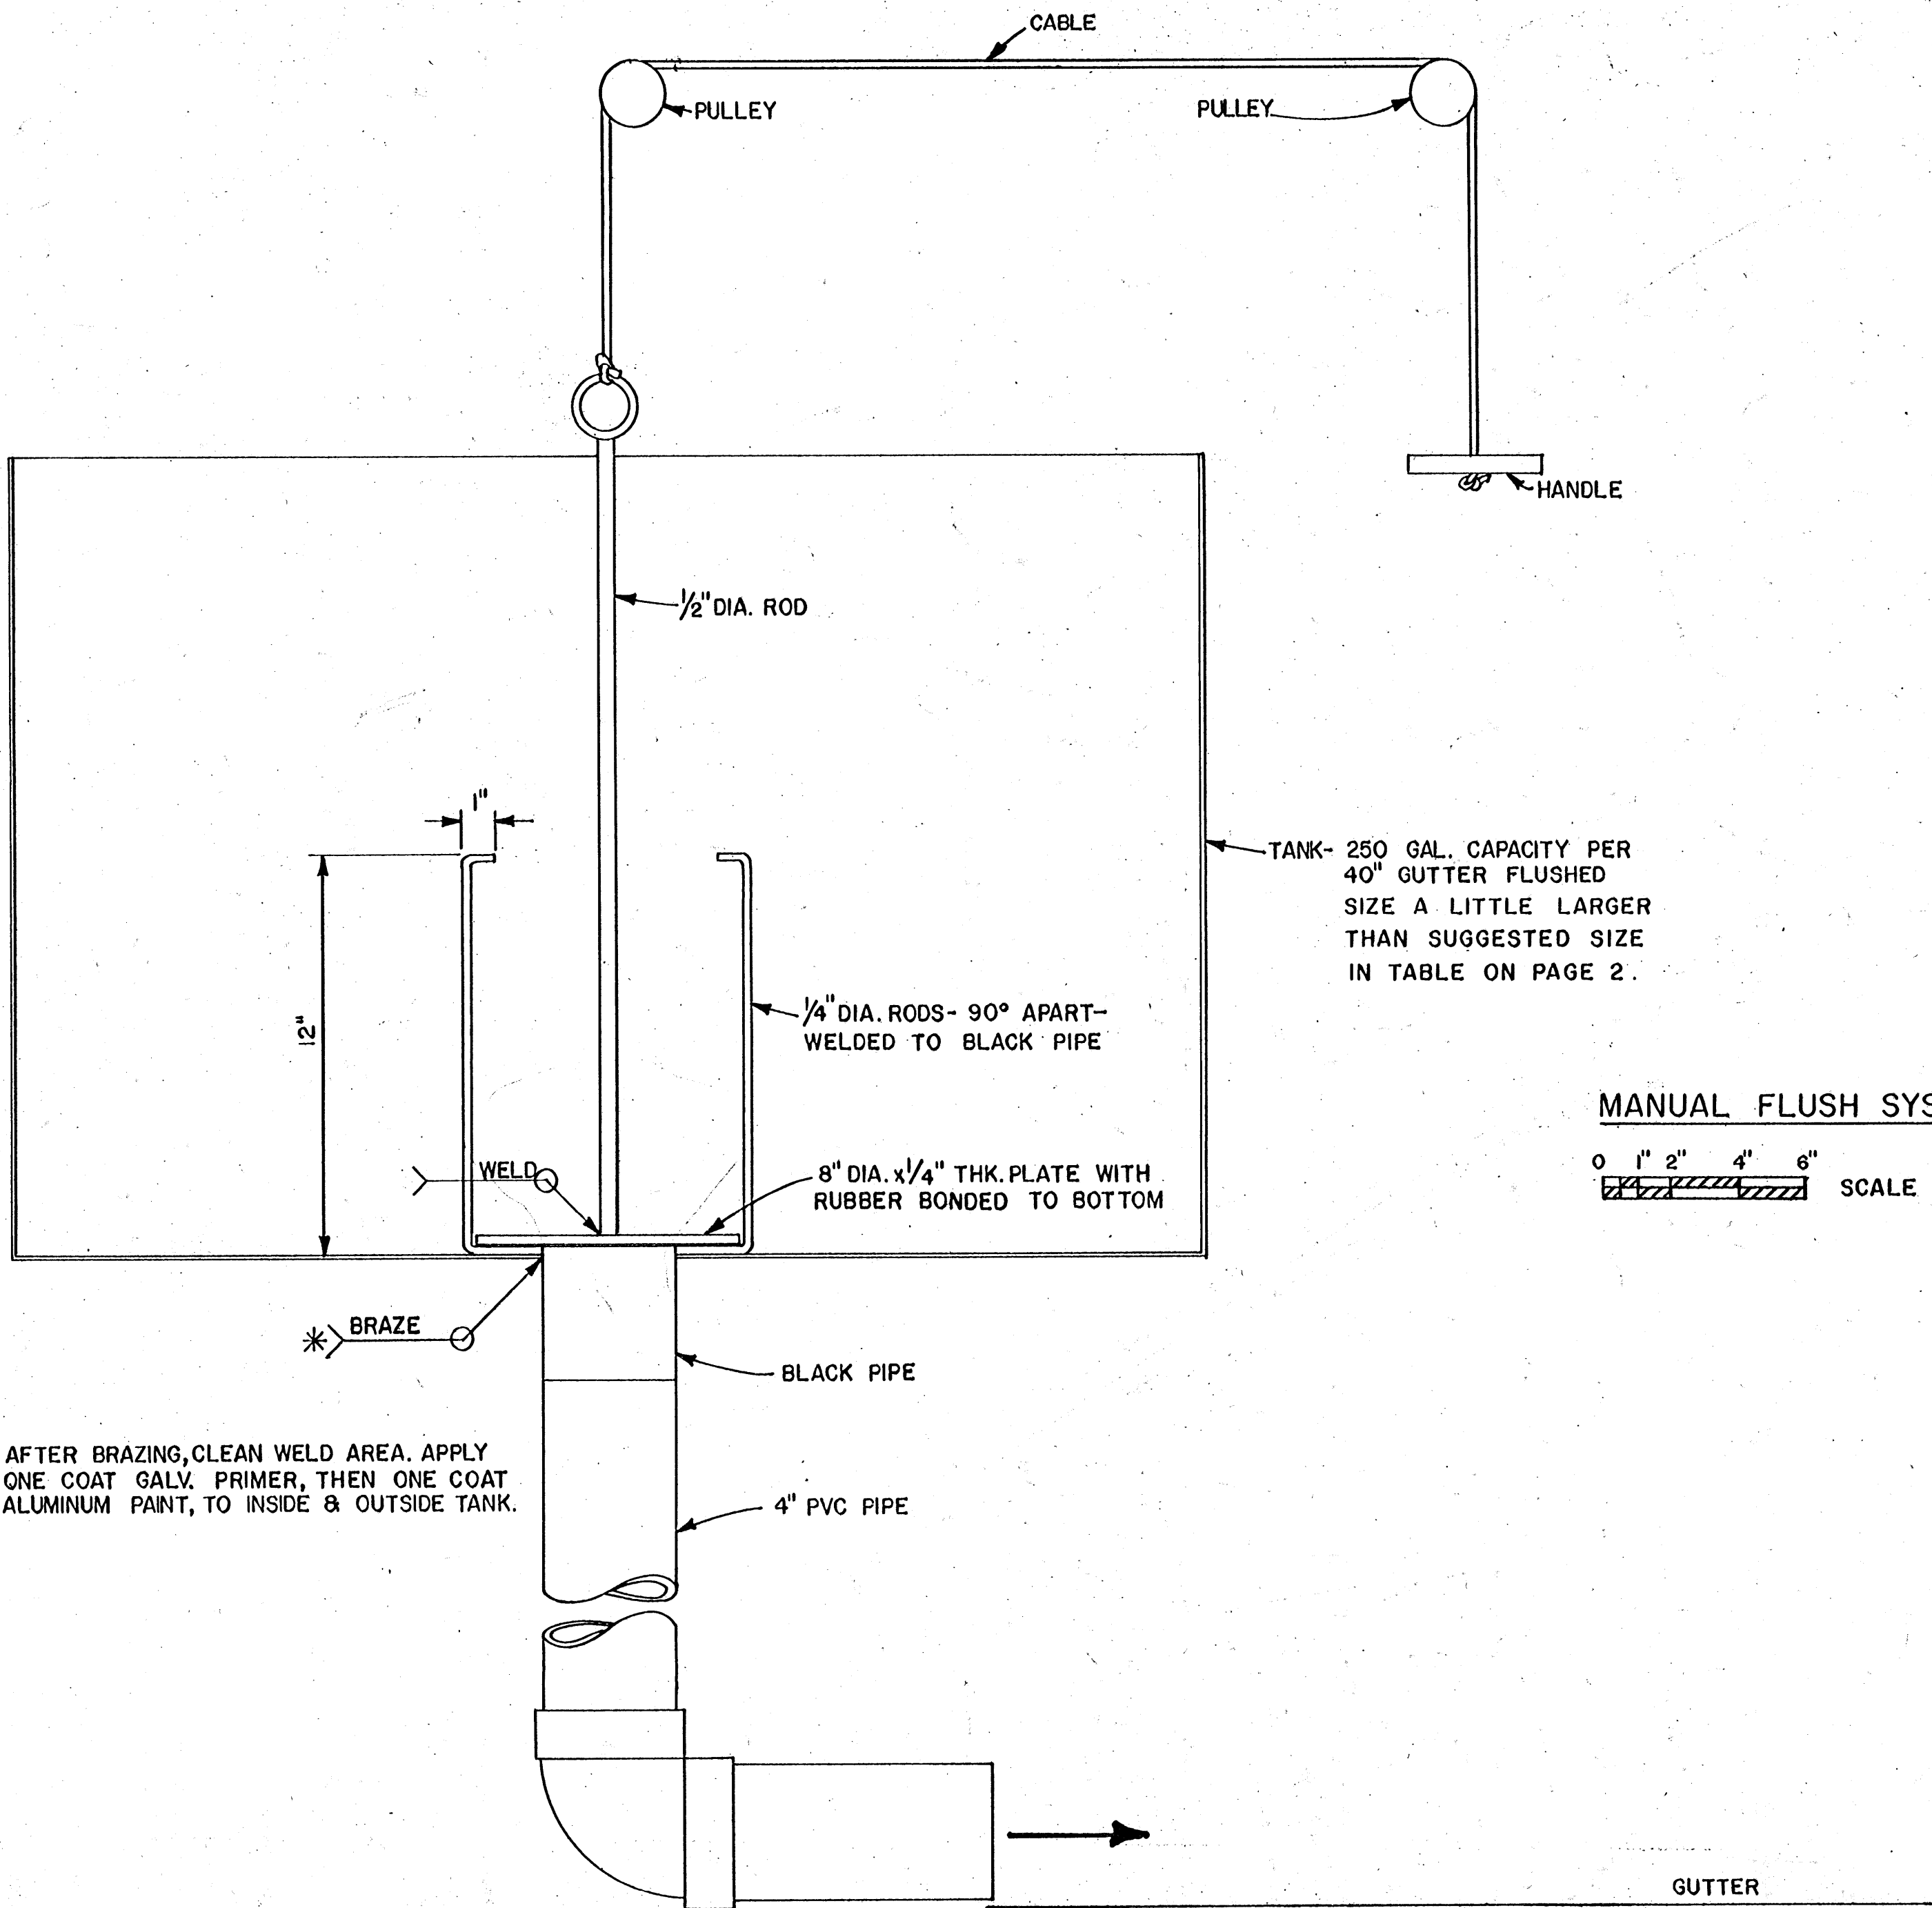 CABLE
PULLEY
PULLEY
HANDLE
1/2" DIA. ROD
1"
TANK- 250 GAL. CAPACITY PER
40" GUTTER FLUSHED
SIZE A LITTLE LARGER
THAN SUGGESTED SIZE
IN TABLE ON PAGE 2.
12"
1/4" DIA. RODS- 90° APART-
WELDED TO BLACK PIPE
MANUAL FLUSH SYS
0 1" 2" 4" 6"
SCALE
WELD
8" DIA. x 1/4" THK. PLATE WITH
RUBBER BONDED TO BOTTOM
* BRAZE
BLACK PIPE
AFTER BRAZING, CLEAN WELD AREA. APPLY
ONE COAT GALV. PRIMER, THEN ONE COAT
ALUMINUM PAINT, TO INSIDE & OUTSIDE TANK.
4" PVC PIPE
GUTTER